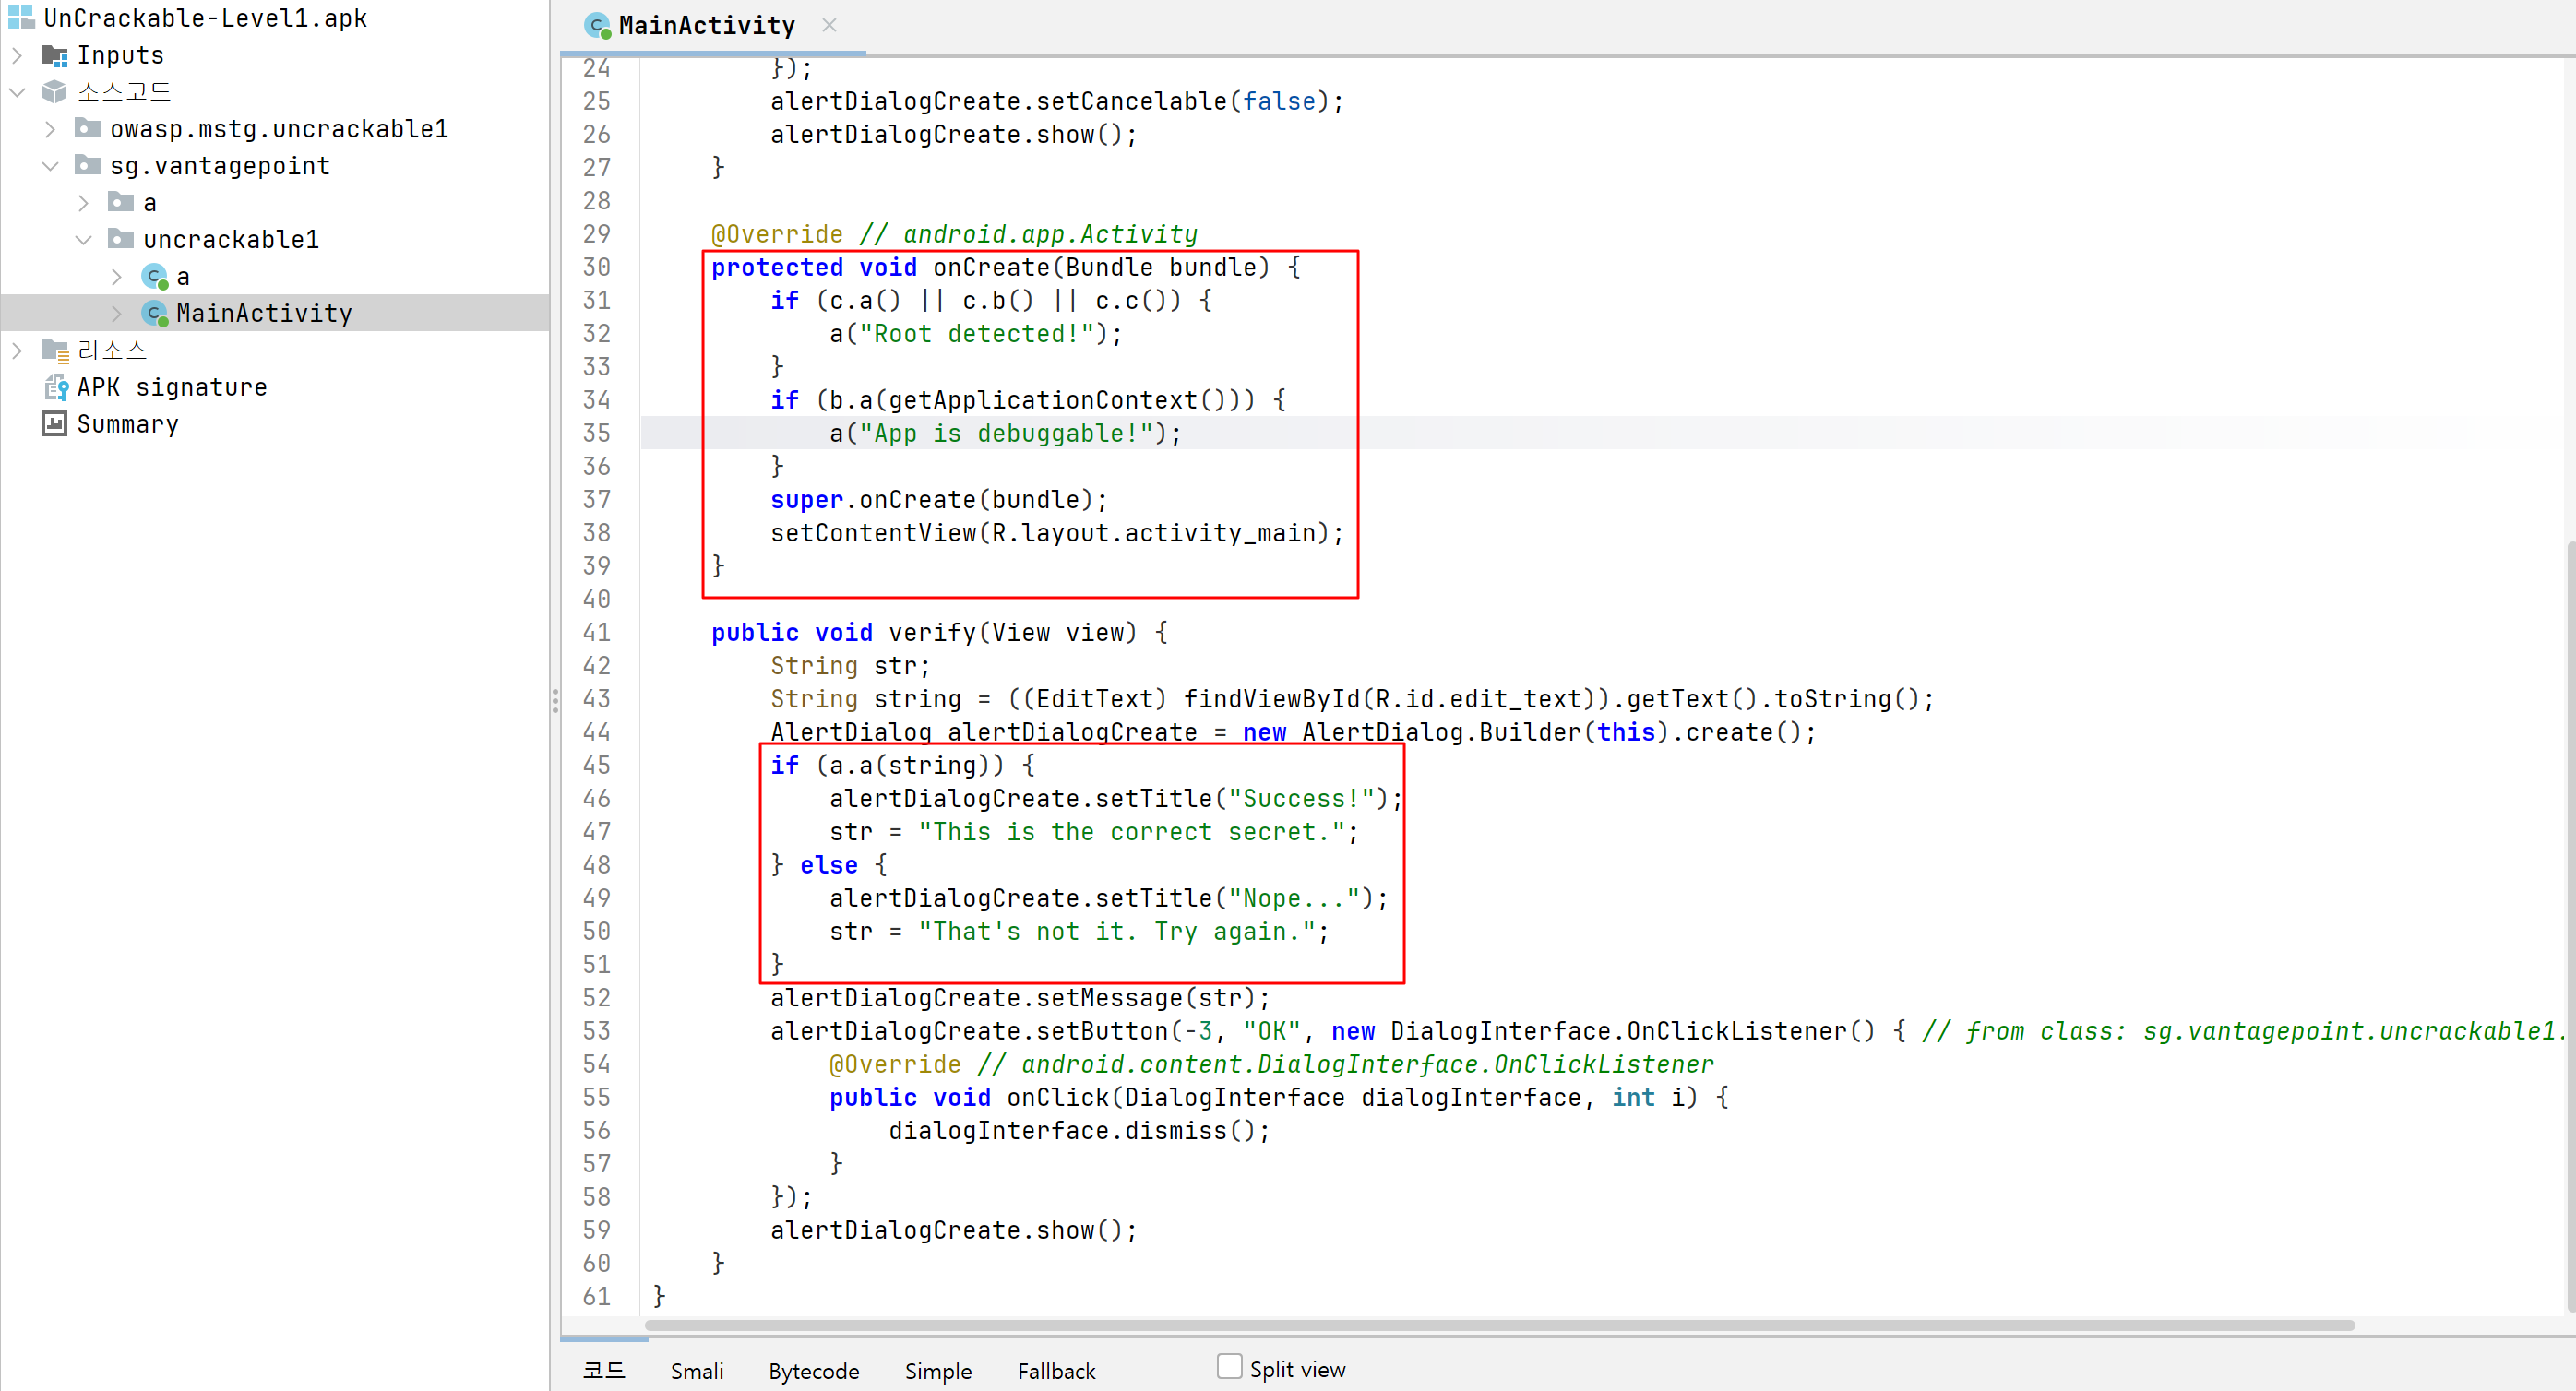 UnCrackable-Level1.apk
Inputs
소스코드
owasp.mstg.uncrackable1
sg.vantagepoint
a
uncrackable1
a
MainActivity
리소스
APK signature
Summary
MainActivity
24 });
25 alertDialogCreate.setCancelable(false);
26 alertDialogCreate.show();
27 }
28
29 @Override // android.app.Activity
30 protected void onCreate(Bundle bundle) {
31 if (c.a() || c.b() || c.c()) {
32 a("Root detected!");
33 }
34 if (b.a(getApplicationContext())) {
35 a("App is debuggable!");
36 }
37 super.onCreate(bundle);
38 setContentView(R.layout.activity_main);
39 }
40
41 public void verify(View view) {
42 String str;
43 String string = ((EditText) findViewById(R.id.edit_text)).getText().toString();
44 AlertDialog alertDialogCreate = new AlertDialog.Builder(this).create();
45 if (a.a(string)) {
46 alertDialogCreate.setTitle("Success!");
47 str = "This is the correct secret.";
48 } else {
49 alertDialogCreate.setTitle("Nope...");
50 str = "That's not it. Try again.";
51 }
52 alertDialogCreate.setMessage(str);
53 alertDialogCreate.setButton(-3, "OK", new DialogInterface.OnClickListener() { // from class: sg.vantagepoint.uncrackable1.
54 @Override // android.content.DialogInterface.OnClickListener
55 public void onClick(DialogInterface dialogInterface, int i) {
56 dialogInterface.dismiss();
57 }
58 });
59 alertDialogCreate.show();
60 }
61 }
코드 Smali Bytecode Simple Fallback Split view